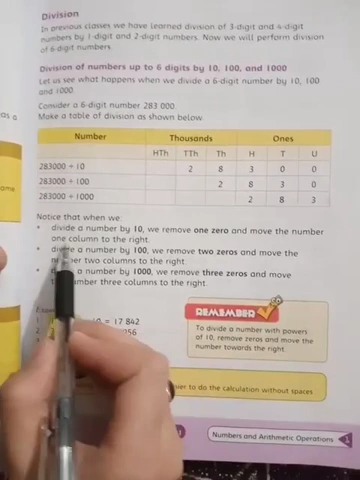 Division
In previous classes we have learned division of 3-digit and 4-digit
numbers by 1-digit and 2-digit numbers. Now we will perform division
of 6-digit numbers.
Division of numbers up to 6 digits by 10, 100, and 1000
Let us see what happens when we divide a 6-digit number by 10, 100
and 1000.
Consider a 6-digit number 283 000.
Make a table of division as shown below.
Number Thousands Ones
HTh TTh Th H T U
283000 ÷ 10 2 8 3 0 0
283000 ÷ 100 2 8 3 0
283000 ÷ 1000 2 8 3
Notice that when we:
• divide a number by 10, we remove one zero and move the number
one column to the right.
• divide a number by 100, we remove two zeros and move the
number two columns to the right.
• a number by 1000, we remove three zeros and move
number three columns to the right.
= 17 842
REMEMBER
To divide a number with powers
of 10, remove zeros and move the
number towards the right.
to do the calculation without spaces
Numbers and Arithmetic Operations